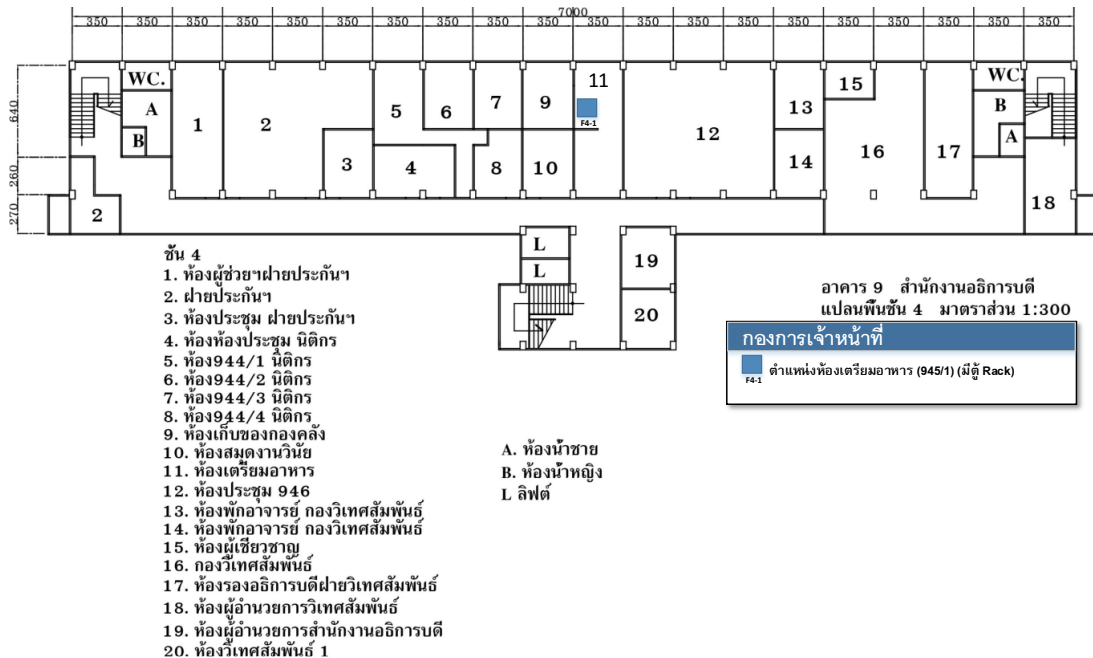 7000
350 350 350 350 350 350 350 350 350 350 350 350 350 350 350 350 350 350 350 350
640
260
270
WC.
A
B
1
2
3
4
5
6
7
8
9
10
11
F4-1
12
13
14
15
16
17
WC.
B
A
18
2
L
L
19
20
ชั้น 4
1. ห้องผู้ช่วยฯฝ่ายประกันฯ
2. ฝ่ายประกันฯ
3. ห้องประชุม ฝ่ายประกันฯ
4. ห้องห้องประชุม นิติกร
5. ห้อง944/1 นิติกร
6. ห้อง944/2 นิติกร
7. ห้อง944/3 นิติกร
8. ห้อง944/4 นิติกร
9. ห้องเก็บของกองคลัง
10. ห้องสมุดงานวินัย
11. ห้องเตรียมอาหาร
12. ห้องประชุม 946
13. ห้องพักอาจารย์ กองวิเทศสัมพันธ์
14. ห้องพักอาจารย์ กองวิเทศสัมพันธ์
15. ห้องผู้เชียวชาญ
16. กองวิเทศสัมพันธ์
17. ห้องรองอธิการบดีฝ่ายวิเทศสัมพันธ์
18. ห้องผู้อำนวยการวิเทศสัมพันธ์
19. ห้องผู้อำนวยการสำนักงานอธิการบดี
20. ห้องวิเทศสัมพันธ์ 1
A. ห้องน้ำชาย
B. ห้องน้ำหญิง
L ลิฟต์
อาคาร 9 สำนักงานอธิการบดี
แปลนพื้นชั้น 4 มาตราส่วน 1:300
กองการเจ้าหน้าที่
F4-1 ตำแหน่งห้องเตรียมอาหาร (945/1) (มีตู้ Rack)